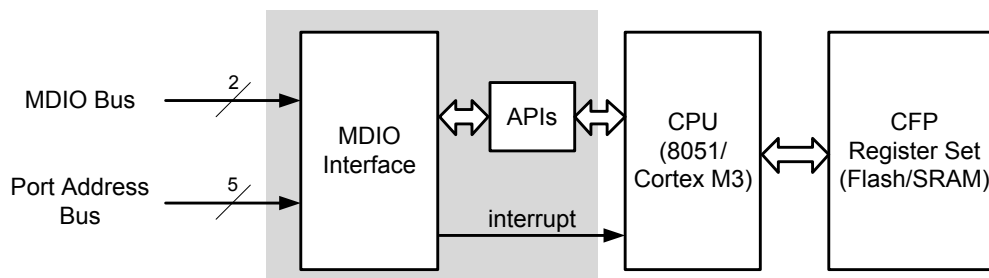 MDIO Bus
2
Port Address
Bus
5
MDIO
Interface
APIs
interrupt
CPU
(8051/
Cortex M3)
CFP
Register Set
(Flash/SRAM)